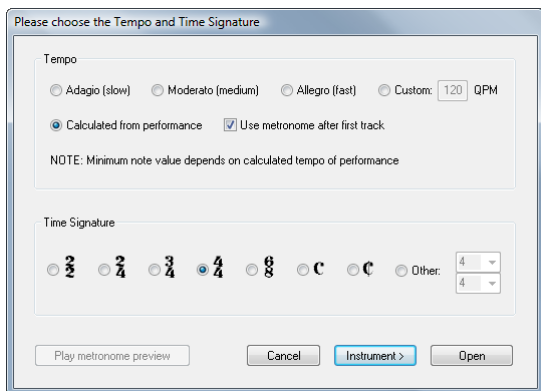 Please choose the Tempo and Time Signature
Tempo
Adagio (slow) Moderato (medium) Allegro (fast) Custom: 120 QPM
Calculated from performance Use metronome after first track
NOTE: Minimum note value depends on calculated tempo of performance
Time Signature
2/2 2/4 3/4 4/4 6/8 C ₵ Other: 4
4
Play metronome preview Cancel Instrument > Open